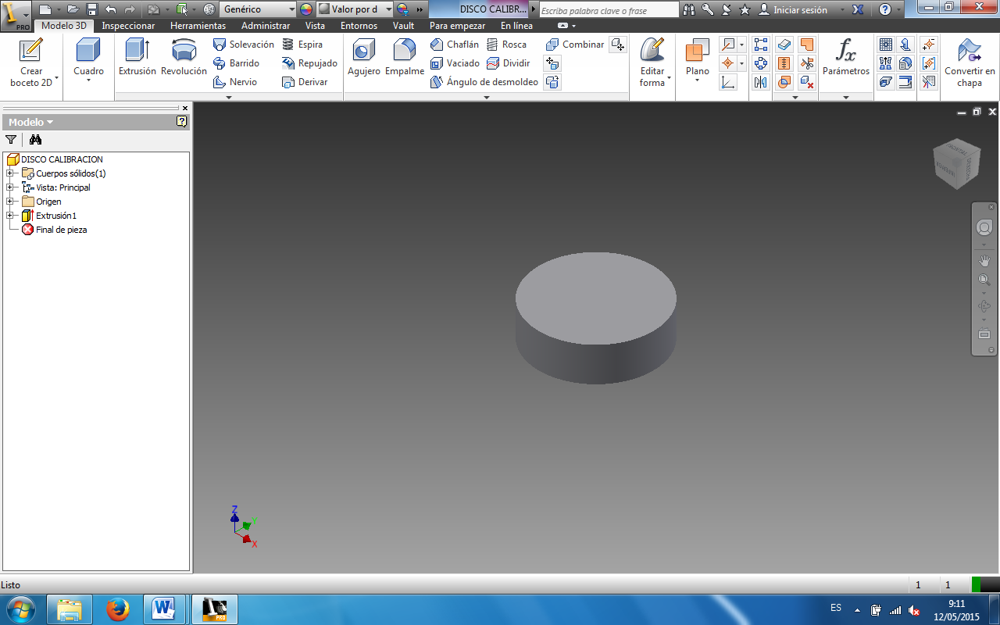 Genérico
Valor por d
DISCO CALIBR...
Escriba palabra clave o frase
Iniciar sesión
PRO
Modelo 3D
Inspeccionar
Herramientas
Administrar
Vista
Entornos
Vault
Para empezar
En línea
Crear
boceto 2D
Cuadro
Extrusión
Revolución
Solevación
Barrido
Nervio
Espira
Repujado
Derivar
Agujero
Empalme
Chaflán
Vaciado
Ángulo de desmoldeo
Rosca
Dividir
Combinar
Editar
forma
Plano
fx
Parámetros
Convertir en
chapa
Modelo
DISCO CALIBRACION
Cuerpos sólidos(1)
Vista: Principal
Origen
Extrusión1
Final de pieza
Z
Y
X
Listo
1
1
PRO
ES
9:11
12/05/2015